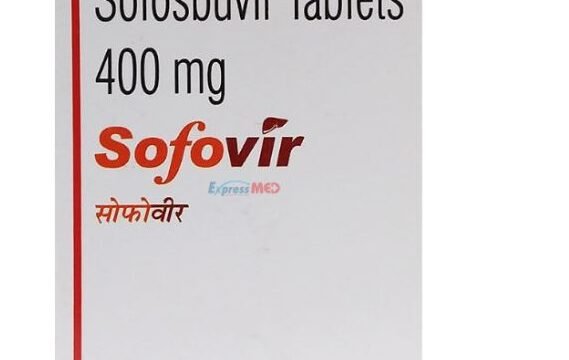 Sofosbuvir Tablets
400 mg
Sofovir
ExpressMED
सोफोवीर